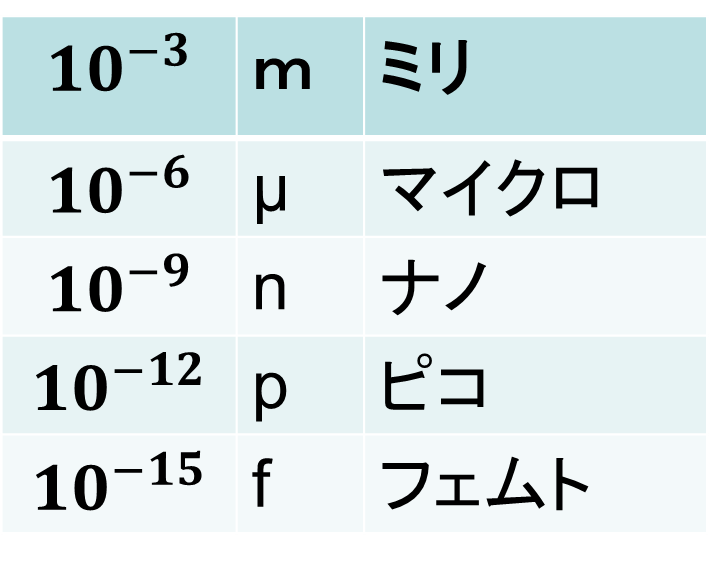 10⁻³ m ミリ
10⁻⁶ μ マイクロ
10⁻⁹ n ナノ
10⁻¹² p ピコ
10⁻¹⁵ f フェムト